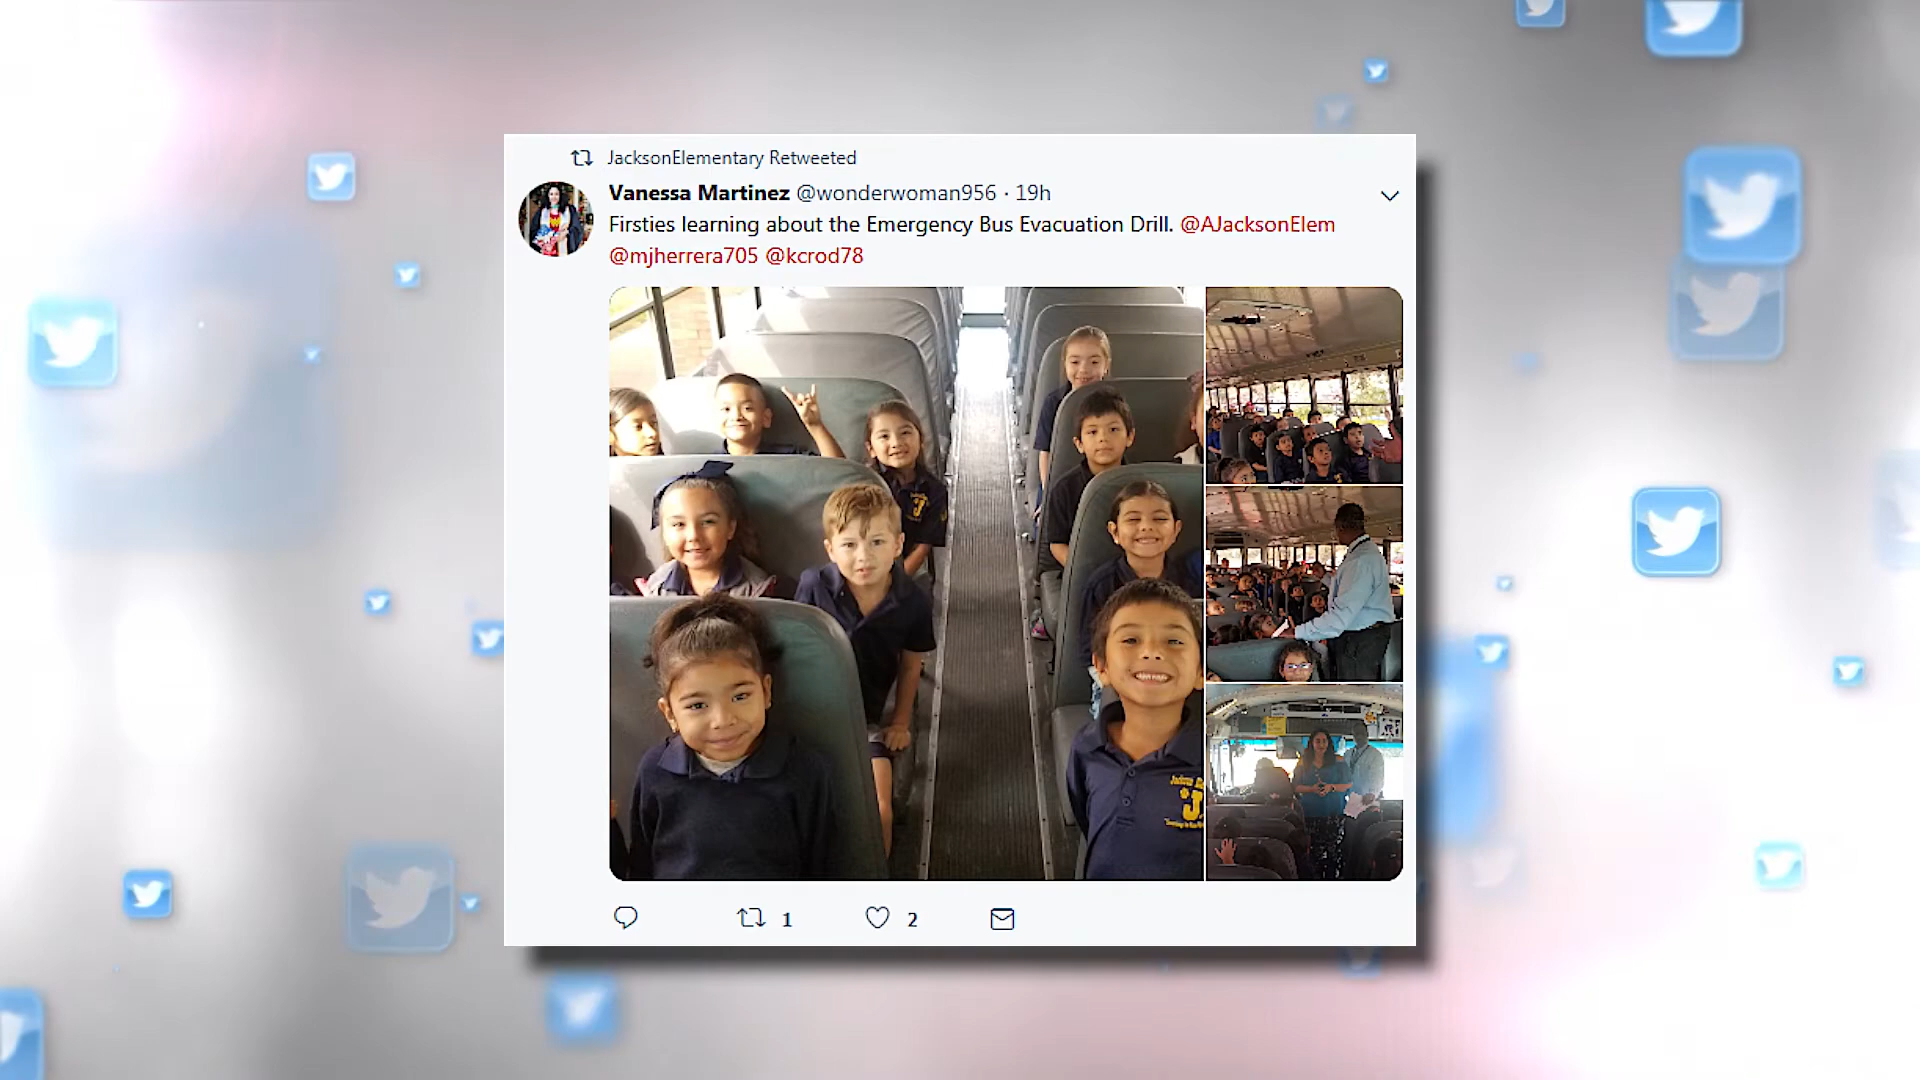 JacksonElementary Retweeted
Vanessa Martinez @wonderwoman956 · 19h
Firsties learning about the Emergency Bus Evacuation Drill. @AJacksonElem
@mjherrera705 @kcrod78
J
Jackson
J
1
2